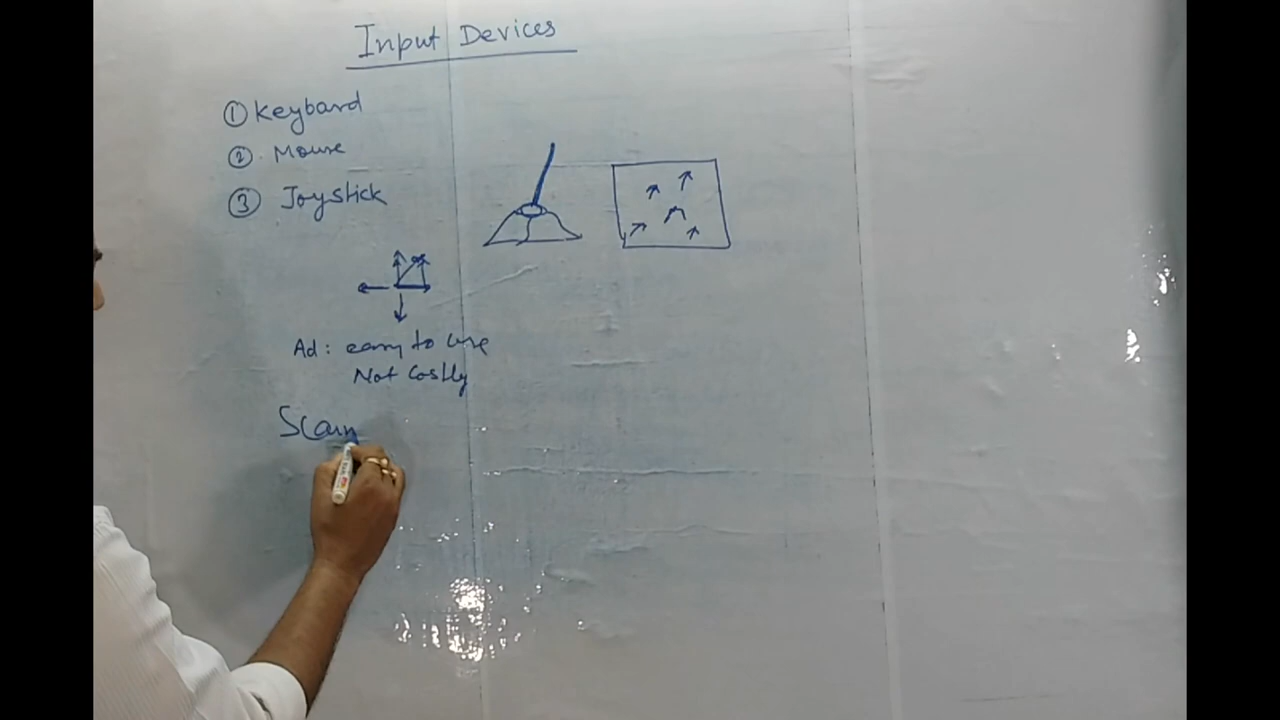 Input Devices
① Keyboard
② Mouse
③ Joystick
Ad: easy to use
Not Costly
Scan